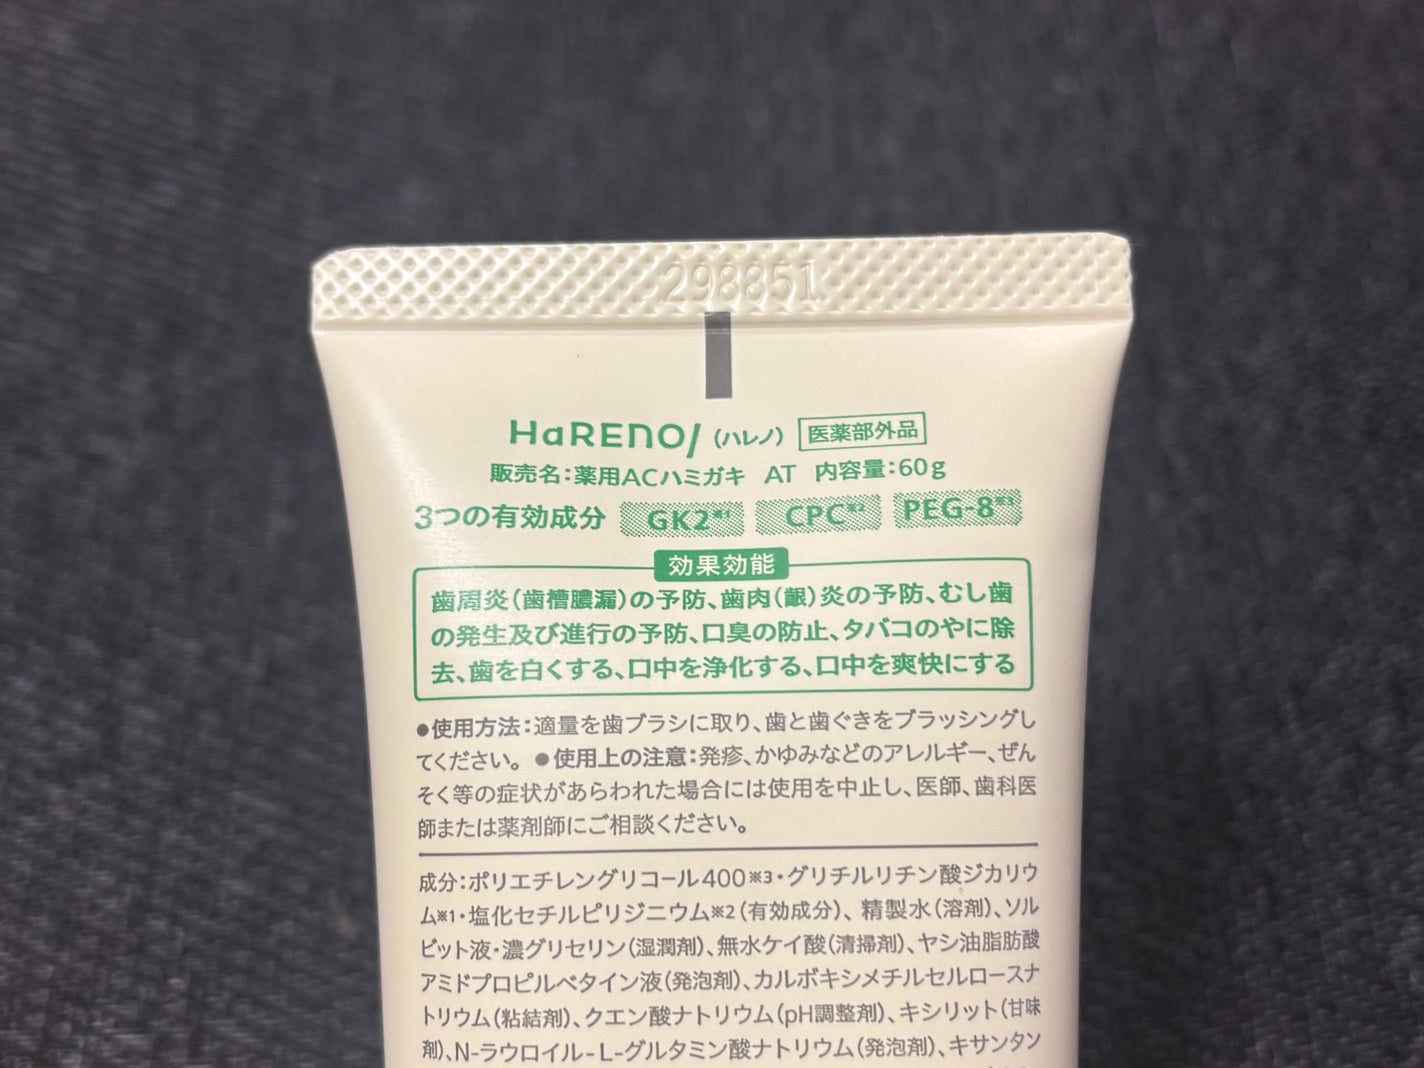 298851
HaRENO/ (ハレノ) 医薬部外品
販売名:薬用ACハミガキ AT 内容量:60g
3つの有効成分 GK2※1 CPC※2 PEG-8※3
効果効能
歯周炎(歯槽膿漏)の予防、歯肉(齦)炎の予防、むし歯
の発生及び進行の予防、口臭の防止、タバコのやに除
去、歯を白くする、口中を浄化する、口中を爽快にする
●使用方法:適量を歯ブラシに取り、歯と歯ぐきをブラッシングし
てください。 ●使用上の注意:発疹、かゆみなどのアレルギー、ぜん
そく等の症状があらわれた場合には使用を中止し、医師、歯科医
師または薬剤師にご相談ください。
成分:ポリエチレングリコール400※3・グリチルリチン酸ジカリウ
ム※1・塩化セチルピリジニウム※2(有効成分)、精製水(溶剤)、ソル
ビット液・濃グリセリン(湿潤剤)、無水ケイ酸(清掃剤)、ヤシ油脂肪酸
アミドプロピルベタイン液(発泡剤)、カルボキシメチルセルロースナ
トリウム(粘結剤)、クエン酸ナトリウム(pH調整剤)、キシリット(甘味
剤)、N-ラウロイル-L-グルタミン酸ナトリウム(発泡剤)、キサンタン